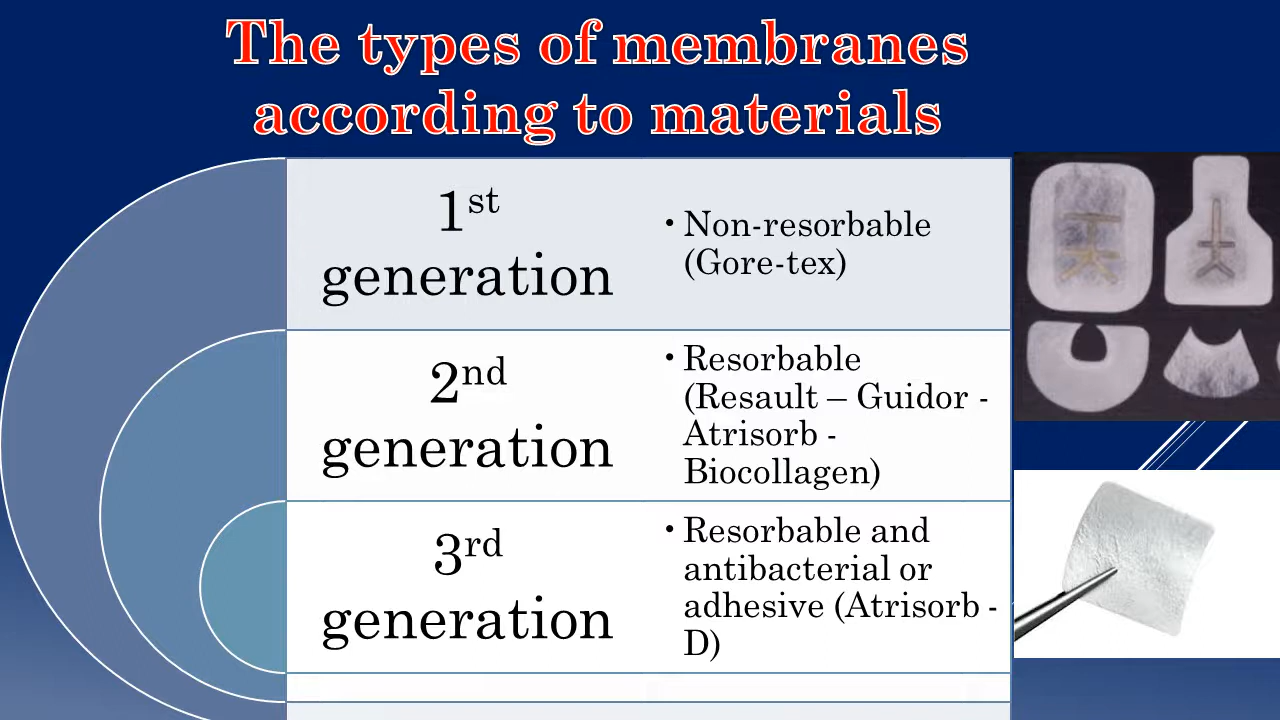 The types of membranes
according to materials
1st
generation
• Non-resorbable
(Gore-tex)
2nd
generation
• Resorbable
(Resault – Guidor -
Atrisorb -
Biocollagen)
3rd
generation
• Resorbable and
antibacterial or
adhesive (Atrisorb -
D)